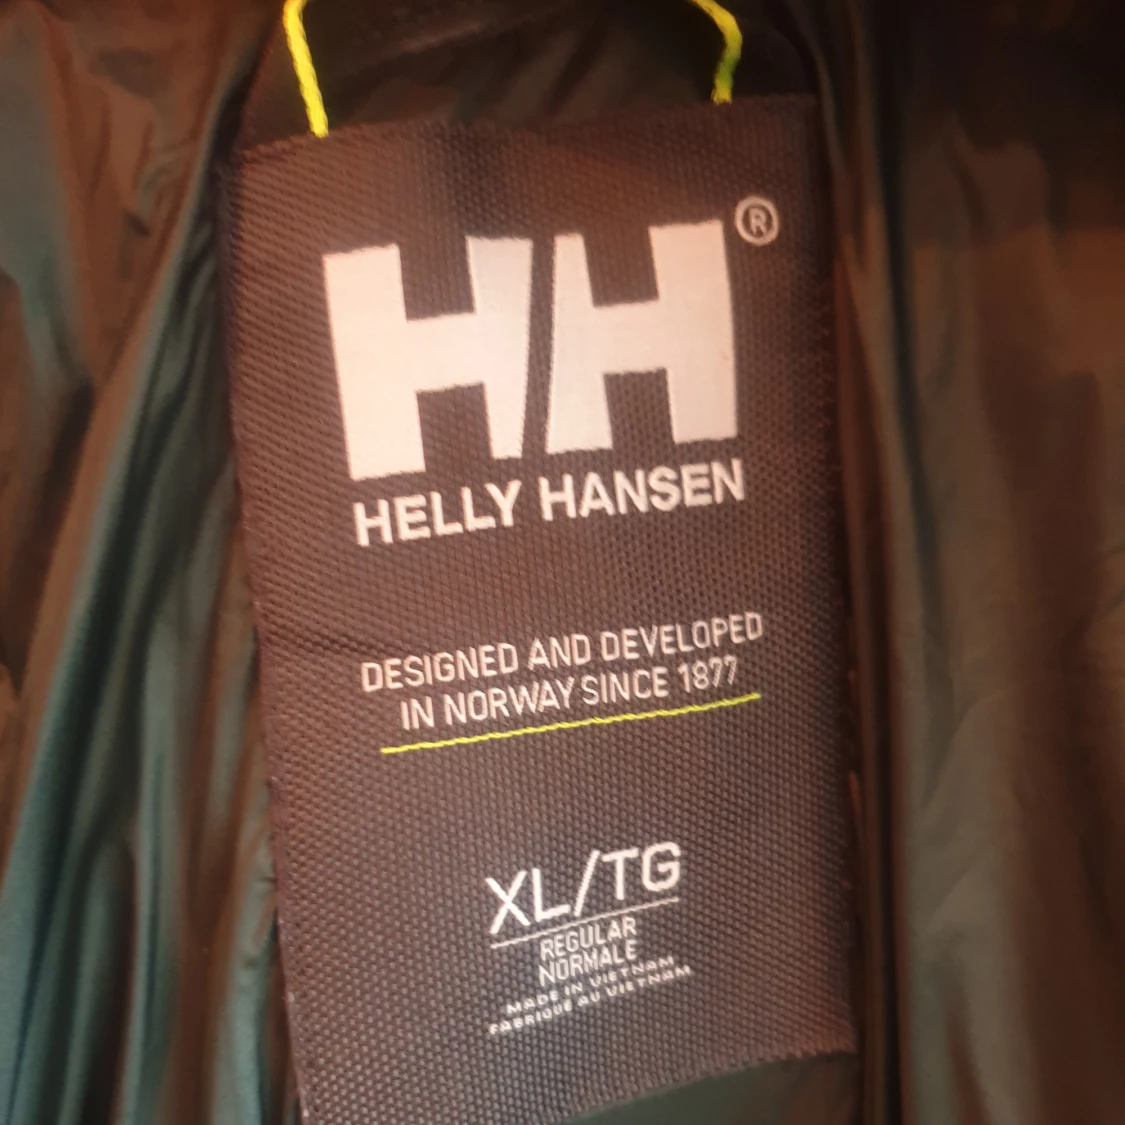 HH®
HELLY HANSEN
DESIGNED AND DEVELOPED
IN NORWAY SINCE 1877
XL/TG
REGULAR
NORMALE
MADE IN VIETNAM
FABRIQUÉ AU VIETNAM